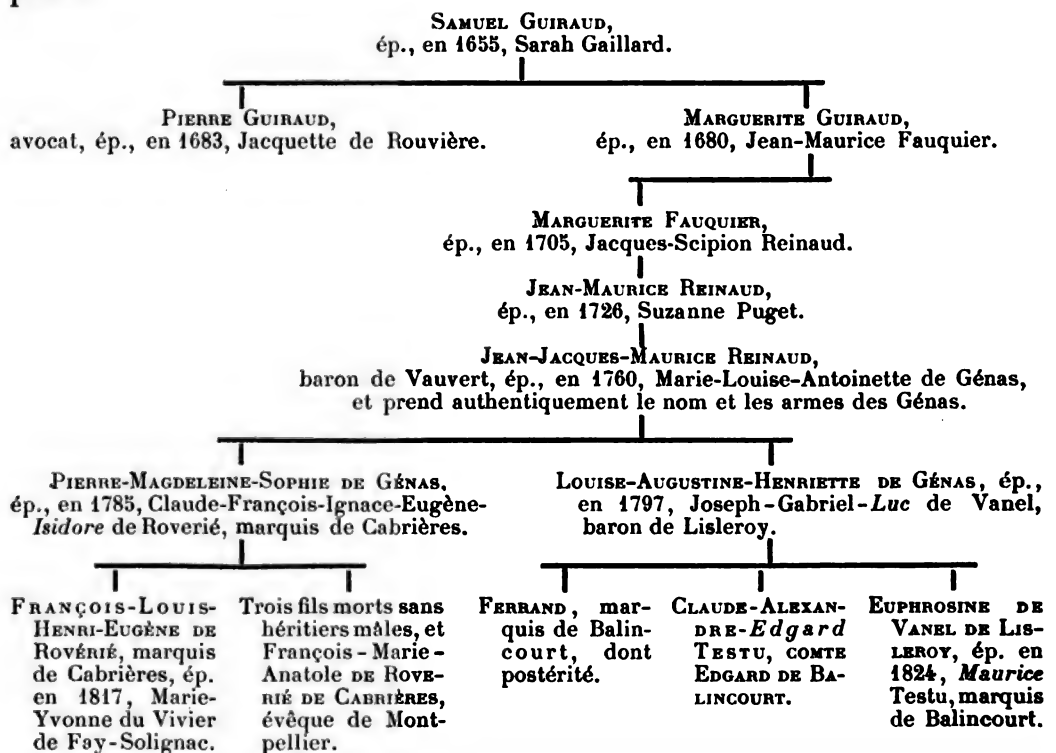 SAMUEL GUIRAUD,
ép., en 1655, Sarah Gaillard.
PIERRE GUIRAUD,
avocat, ép., en 1683, Jacquette de Rouvière.
MARGUERITE GUIRAUD,
ép., en 1680, Jean-Maurice Fauquier.
MARGUERITE FAUQUIER,
ép., en 1705, Jacques-Scipion Reinaud.
JEAN-MAURICE REINAUD,
ép., en 1726, Suzanne Puget.
JEAN-JACQUES-MAURICE REINAUD,
baron de Vauvert, ép., en 1760, Marie-Louise-Antoinette de Génas,
et prend authentiquement le nom et les armes des Génas.
PIERRE-MAGDELEINE-SOPHIE DE GÉNAS,
ép., en 1785, Claude-François-Ignace-Eugène-
Isidore de Roverié, marquis de Cabrières.
LOUISE-AUGUSTINE-HENRIETTE DE GÉNAS, ép.,
en 1797, Joseph-Gabriel-Luc de Vanel,
baron de Lisleroy.
FRANÇOIS-LOUIS-
HENRI-EUGÈNE DE
ROVÉRIÉ, marquis
de Cabrières, ép.
en 1817, Marie-
Yvonne du Vivier
de Fay-Solignac.
Trois fils morts sans
héritiers mâles, et
François-Marie-
Anatole DE ROVE-
RIÉ DE CABRIÈRES,
évêque de Mont-
pellier.
FERRAND, mar-
quis de Balin-
court, dont
postérité.
CLAUDE-ALEXAN-
DRE-Edgard
TESTU, COMTE
EDGARD DE BA-
LINCOURT.
EUPHROSINE DE
VANEL DE LIS-
LEROY, ép. en
1824, Maurice
Testu, marquis
de Balincourt.